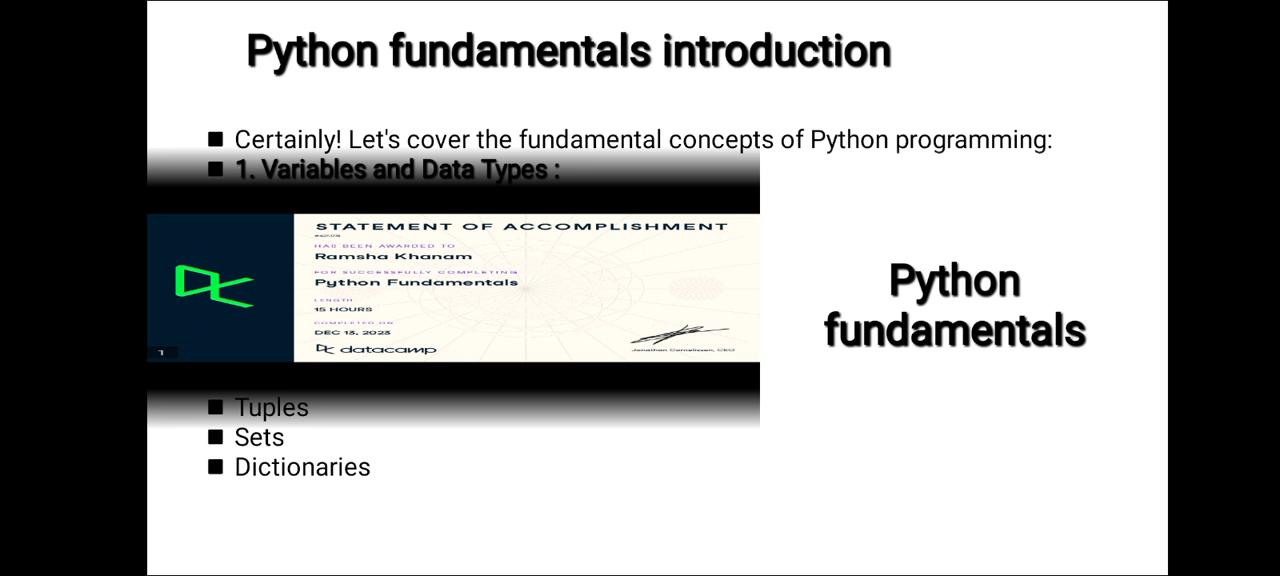 Python fundamentals introduction
■ Certainly! Let's cover the fundamental concepts of Python programming:
■ 1. Variables and Data Types :
STATEMENT OF ACCOMPLISHMENT
HAS BEEN AWARDED TO
Ramsha Khanam
FOR SUCCESSFULLY COMPLETING
Python Fundamentals
LENGTH
15 HOURS
COMPLETED ON
DEC 13, 2023
datacamp
Jonathan Cornelissen, CEO
1
Python
fundamentals
■ Tuples
■ Sets
■ Dictionaries